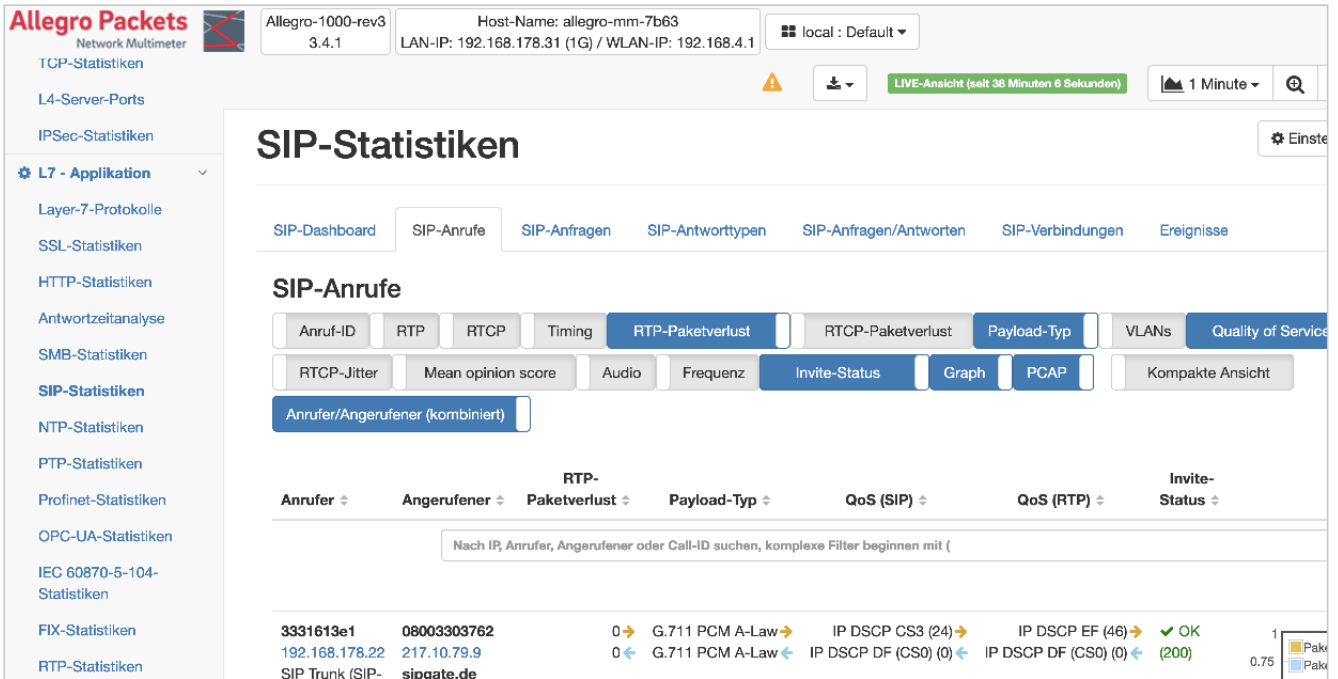 Allegro Packets
Network Multimeter
Allegro-1000-rev3
3.4.1
Host-Name: allegro-mm-7b63
LAN-IP: 192.168.178.31 (1G) / WLAN-IP: 192.168.4.1
local : Default
LIVE-Ansicht (seit 38 Minuten 6 Sekunden)
1 Minute
TCP-Statistiken
L4-Server-Ports
IPSec-Statistiken
L7 - Applikation
Layer-7-Protokolle
SSL-Statistiken
HTTP-Statistiken
Antwortzeitanalyse
SMB-Statistiken
SIP-Statistiken
NTP-Statistiken
PTP-Statistiken
Profinet-Statistiken
OPC-UA-Statistiken
IEC 60870-5-104-
Statistiken
FIX-Statistiken
RTP-Statistiken
SIP-Statistiken
Einste
SIP-Dashboard SIP-Anrufe SIP-Anfragen SIP-Antworttypen SIP-Anfragen/Antworten SIP-Verbindungen Ereignisse
SIP-Anrufe
Anruf-ID RTP RTCP Timing RTP-Paketverlust RTCP-Paketverlust Payload-Typ VLANs Quality of Service
RTCP-Jitter Mean opinion score Audio Frequenz Invite-Status Graph PCAP Kompakte Ansicht
Anrufer/Angerufener (kombiniert)
RTP- Invite-
Anrufer Angerufener Paketverlust Payload-Typ QoS (SIP) QoS (RTP) Status
Nach IP, Anrufer, Angerufener oder Call-ID suchen, komplexe Filter beginnen mit (
3331613e1 08003303762 0 G.711 PCM A-Law IP DSCP CS3 (24) IP DSCP EF (46) OK 1
192.168.178.22 217.10.79.9 0 G.711 PCM A-Law IP DSCP DF (CS0) (0) IP DSCP DF (CS0) (0) (200) 0.75
SIP Trunk (SIP- sipgate.de
Pake
Pake